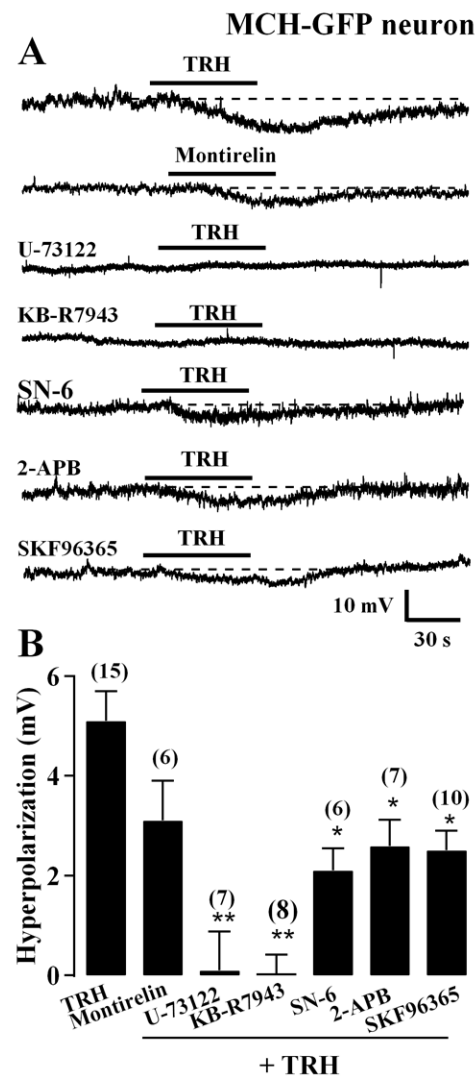 MCH-GFP neuron
A
TRH
Montirelin
U-73122
TRH
KB-R7943
TRH
SN-6
TRH
2-APB
TRH
SKF96365
TRH
10 mV
30 s
B
Hyperpolarization (mV)
6
4
2
0
(15)
(6)
(7)
**
(8)
**
(6)
*
(7)
*
(10)
*
TRH
Montirelin
U-73122
KB-R7943
SN-6
2-APB
SKF96365
+ TRH